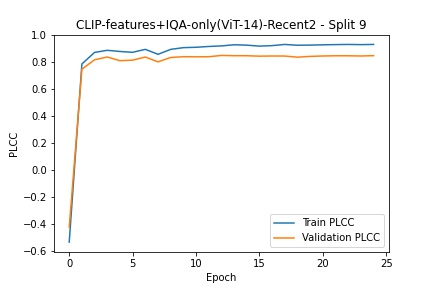 CLIP-features+IQA-only(ViT-14)-Recent2 - Split 9
1.0
0.8
0.6
0.4
0.2
0.0
−0.2
−0.4
−0.6
PLCC
Train PLCC
Validation PLCC
0 5 10 15 20 25
Epoch